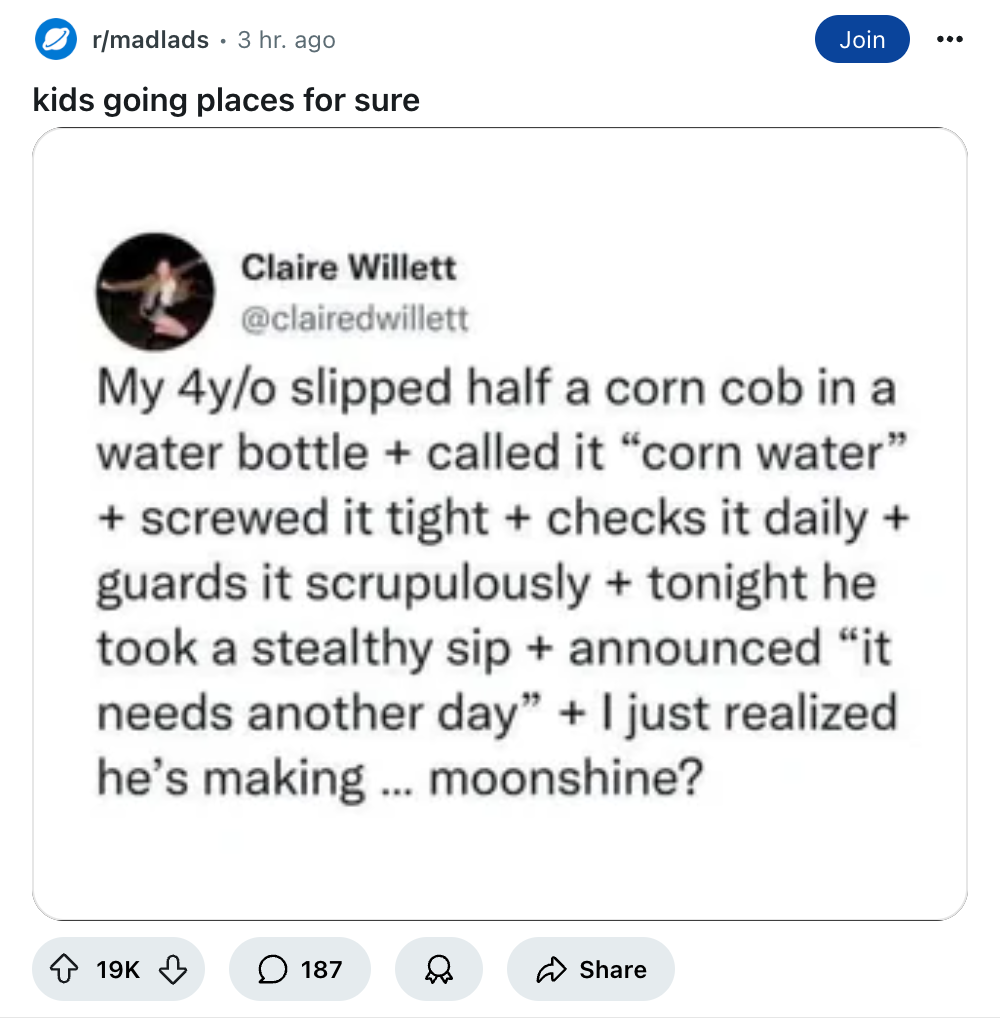 r/madlads • 3 hr. ago
Join
kids going places for sure
Claire Willett
@clairedwillett
My 4y/o slipped half a corn cob in a
water bottle + called it “corn water”
+ screwed it tight + checks it daily +
guards it scrupulously + tonight he
took a stealthy sip + announced “it
needs another day” + I just realized
he’s making ... moonshine?
19K
187
Share